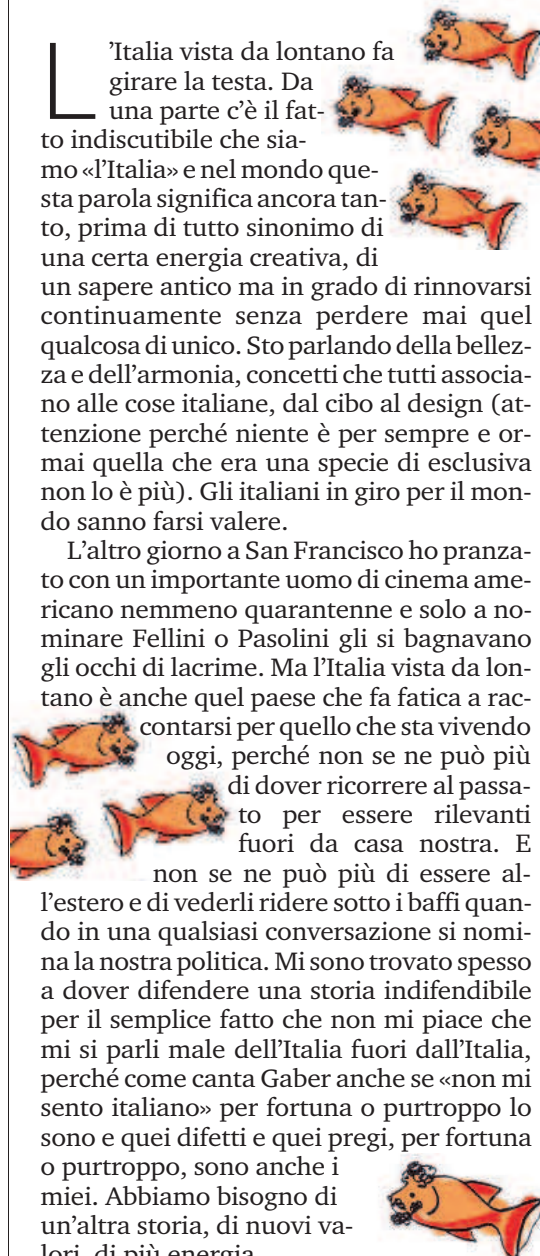 L'Italia vista da lontano fa
girare la testa. Da
una parte c'è il fat-
to indiscutibile che sia-
mo «l'Italia» e nel mondo que-
sta parola significa ancora tan-
to, prima di tutto sinonimo di
una certa energia creativa, di
un sapere antico ma in grado di rinnovarsi
continuamente senza perdere mai quel
qualcosa di unico. Sto parlando della bellez-
za e dell'armonia, concetti che tutti associa-
no alle cose italiane, dal cibo al design (at-
tenzione perché niente è per sempre e or-
mai quella che era una specie di esclusiva
non lo è più). Gli italiani in giro per il mon-
do sanno farsi valere.
L'altro giorno a San Francisco ho pranza-
to con un importante uomo di cinema ame-
ricano nemmeno quarantenne e solo a no-
minare Fellini o Pasolini gli si bagnavano
gli occhi di lacrime. Ma l'Italia vista da lon-
tano è anche quel paese che fa fatica a rac-
contarsi per quello che sta vivendo
oggi, perché non se ne può più
di dover ricorrere al passa-
to per essere rilevanti
fuori da casa nostra. E
non se ne può più di essere al-
l'estero e di vederli ridere sotto i baffi quan-
do in una qualsiasi conversazione si nomi-
na la nostra politica. Mi sono trovato spesso
a dover difendere una storia indifendibile
per il semplice fatto che non mi piace che
mi si parli male dell'Italia fuori dall'Italia,
perché come canta Gaber anche se «non mi
sento italiano» per fortuna o purtroppo lo
sono e quei difetti e quei pregi, per fortuna
o purtroppo, sono anche i
miei. Abbiamo bisogno di
un'altra storia, di nuovi va-
lori, di più energia